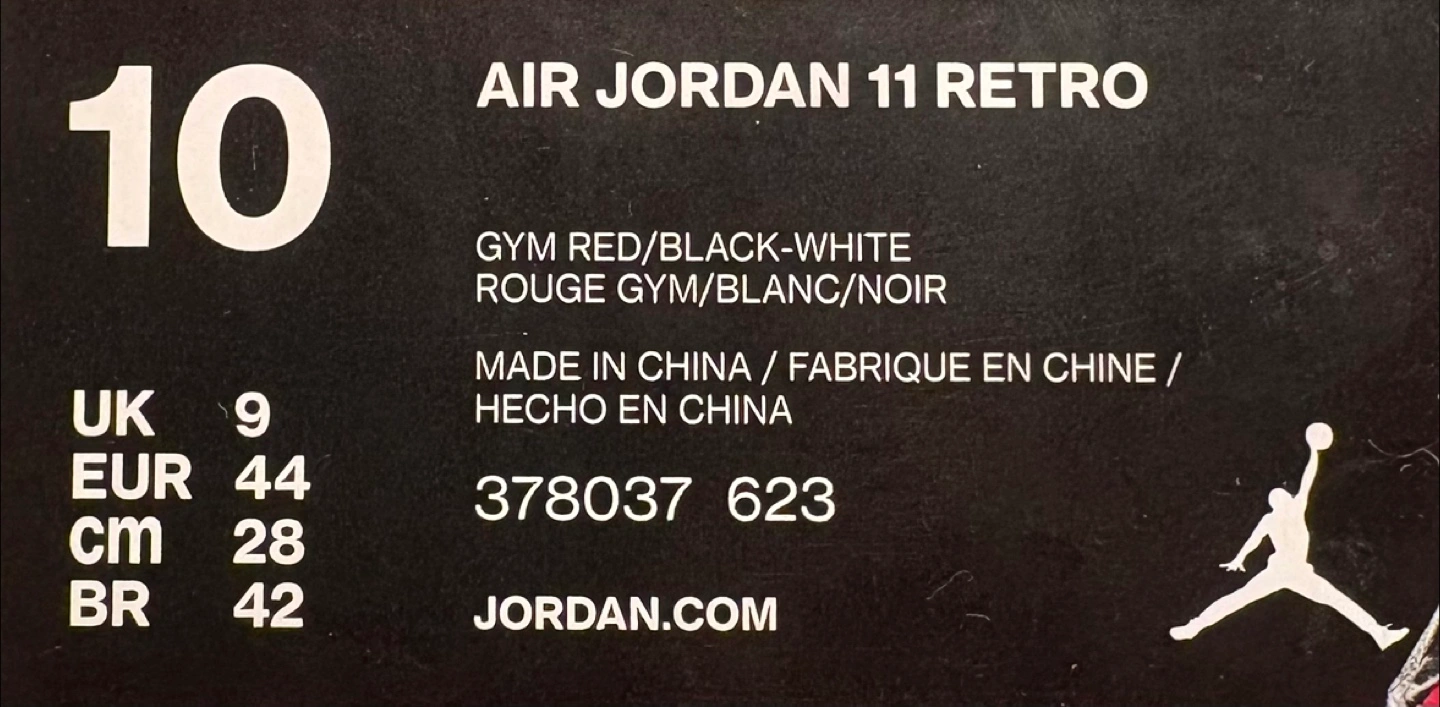 10
AIR JORDAN 11 RETRO
GYM RED/BLACK-WHITE
ROUGE GYM/BLANC/NOIR
MADE IN CHINA / FABRIQUE EN CHINE /
HECHO EN CHINA
UK 9
EUR 44
cm 28
BR 42
378037 623
JORDAN.COM